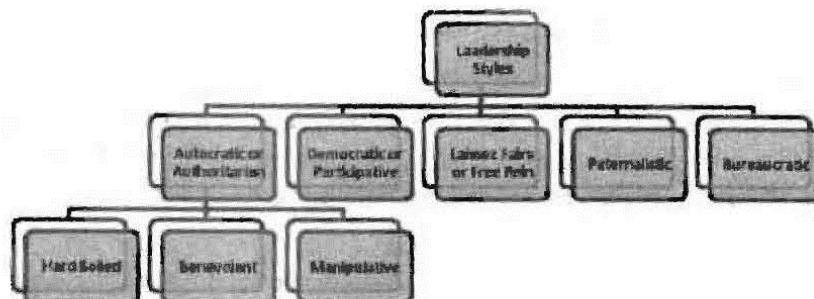 Leadership
Styles
Autocratic or
Authoritarian
Democratic or
Participative
Laissez Faire
or Free Rein
Paternalistic
Bureaucratic
Hard Boiled
Benevolent
Manipulative